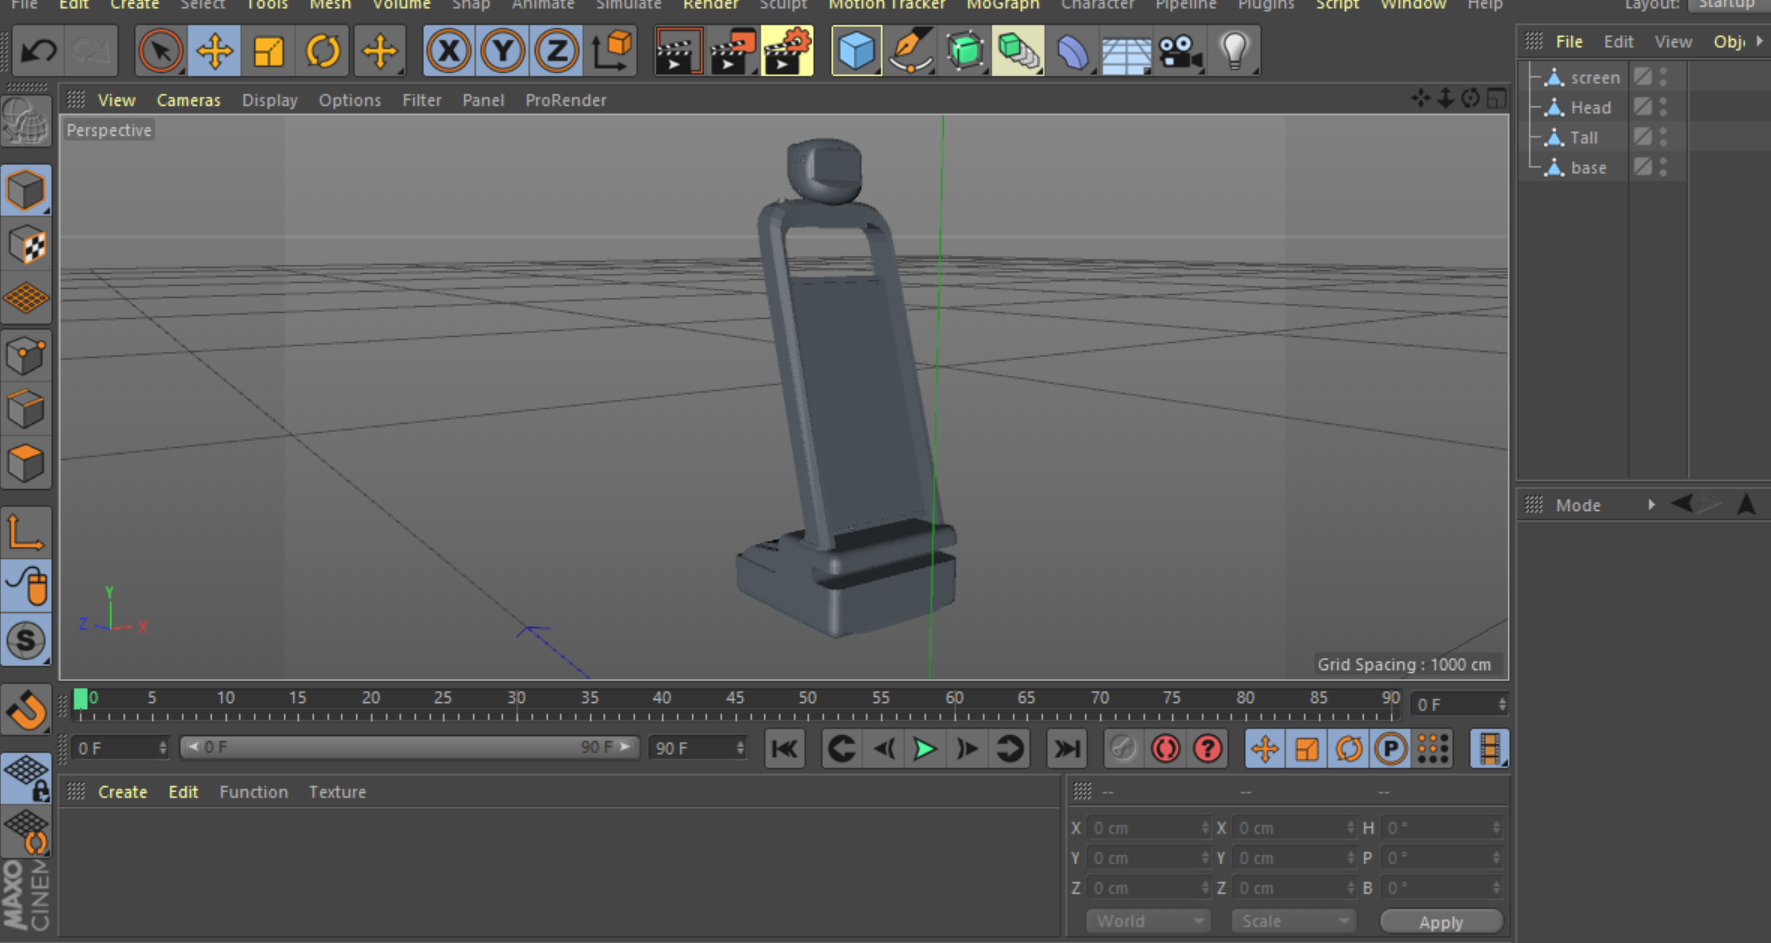 File Edit Create Select Tools Mesh Volume Snap Animate Simulate Render Sculpt Motion Tracker MoGraph Character Pipeline Plugins Script Window Help Layout: Startup
X Y Z
File Edit View Obj
View Cameras Display Options Filter Panel ProRender
Perspective
screen
Head
Tall
base
Mode
Y
Z X
S
Grid Spacing : 1000 cm
0 5 10 15 20 25 30 35 40 45 50 55 60 65 70 75 80 85 90 0 F
0 F 0 F 90 F 90 F ? P
Create Edit Function Texture
-- -- --
X 0 cm X 0 cm H 0 °
Y 0 cm Y 0 cm P 0 °
Z 0 cm Z 0 cm B 0 °
World Scale Apply
MAXO
CINEM